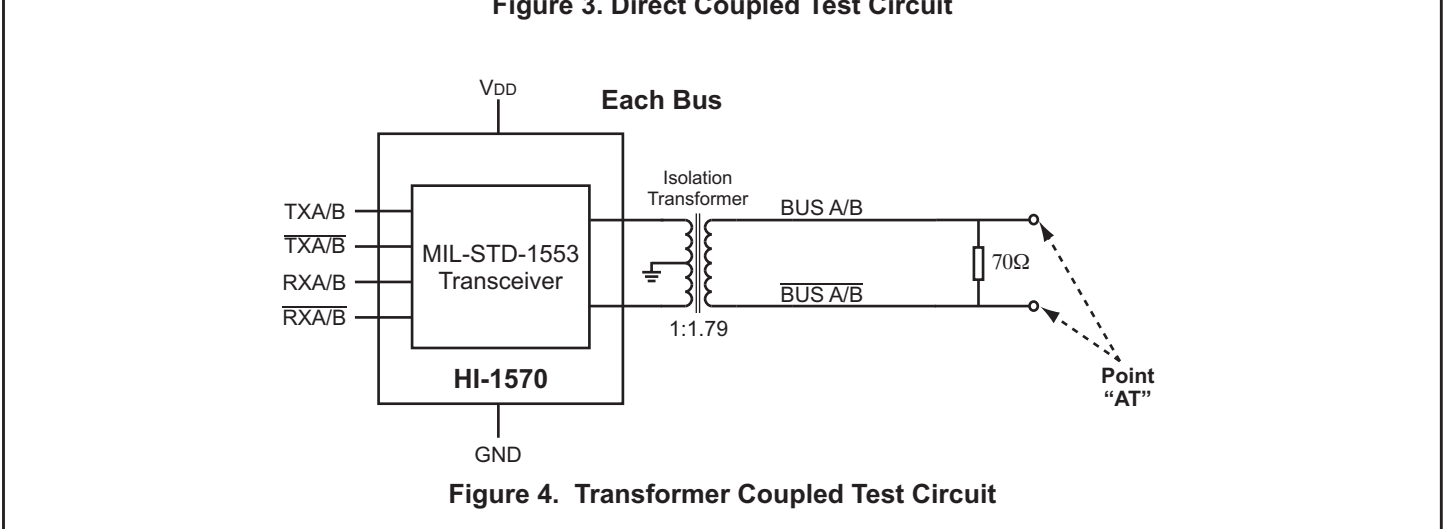 Figure 3. Direct Coupled Test Circuit
VDD
Each Bus
Isolation
Transformer
TXA/B
TXA/B
RXA/B
RXA/B
MIL-STD-1553
Transceiver
BUS A/B
70Ω
BUS A/B
1:1.79
HI-1570
Point
“AT”
GND
Figure 4. Transformer Coupled Test Circuit